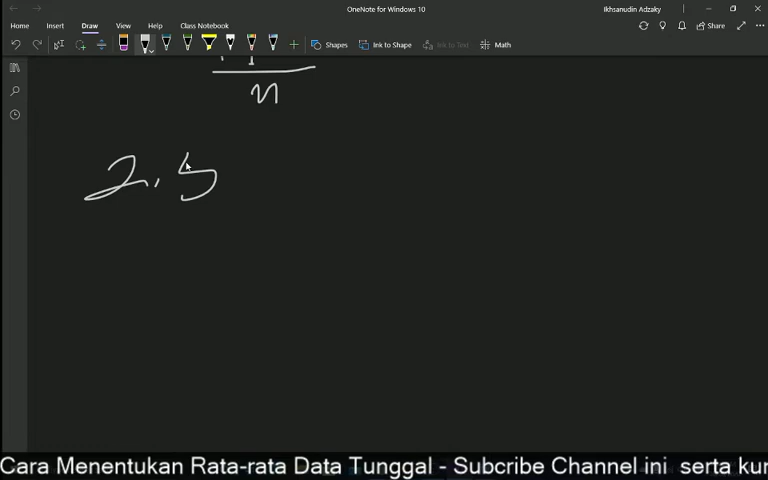 OneNote for Windows 10
Ikhsanudin Adzaky
Home Insert Draw View Help Class Notebook
Share
Shapes Ink to Shape Ink to Text Math
n
2,5
Cara Menentukan Rata-rata Data Tunggal - Subcribe Channel ini serta kun